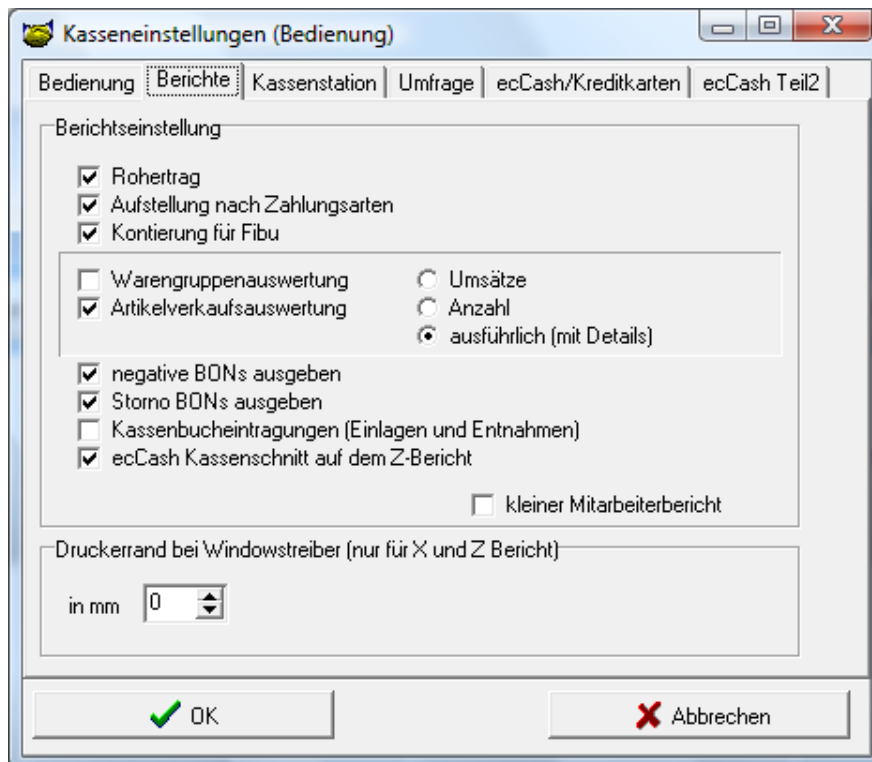 Kasseneinstellungen (Bedienung)
Bedienung Berichte Kassenstation Umfrage ecCash/Kreditkarten ecCash Teil2
Berichtseinstellung
Rohertrag
Aufstellung nach Zahlungsarten
Kontierung für Fibu
Warengruppenauswertung Umsätze
Artikelverkaufsauswertung Anzahl
ausführlich (mit Details)
negative BONs ausgeben
Storno BONs ausgeben
Kassenbucheintragungen (Einlagen und Entnahmen)
ecCash Kassenschnitt auf dem Z-Bericht
kleiner Mitarbeiterbericht
Druckerrand bei Windowstreiber (nur für X und Z Bericht)
in mm 0
OK Abbrechen